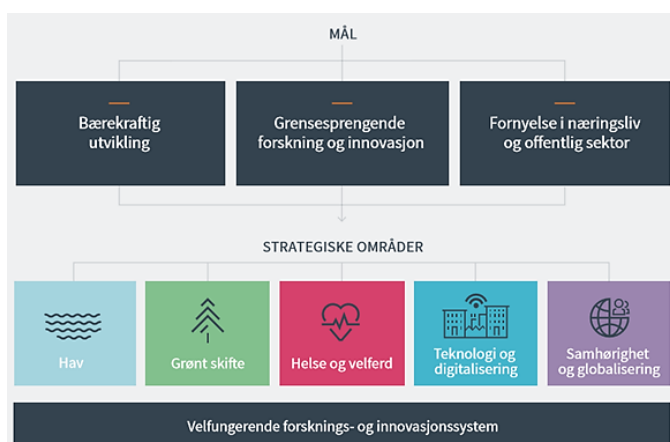 MÅL
Bærekraftig
utvikling
Grensesprengende
forskning og innovasjon
Fornyelse i næringsliv
og offentlig sektor
STRATEGISKE OMRÅDER
Hav
Grønt skifte
Helse og velferd
Teknologi og
digitalisering
Samhørighet
og globalisering
Velfungerende forsknings- og innovasjonssystem